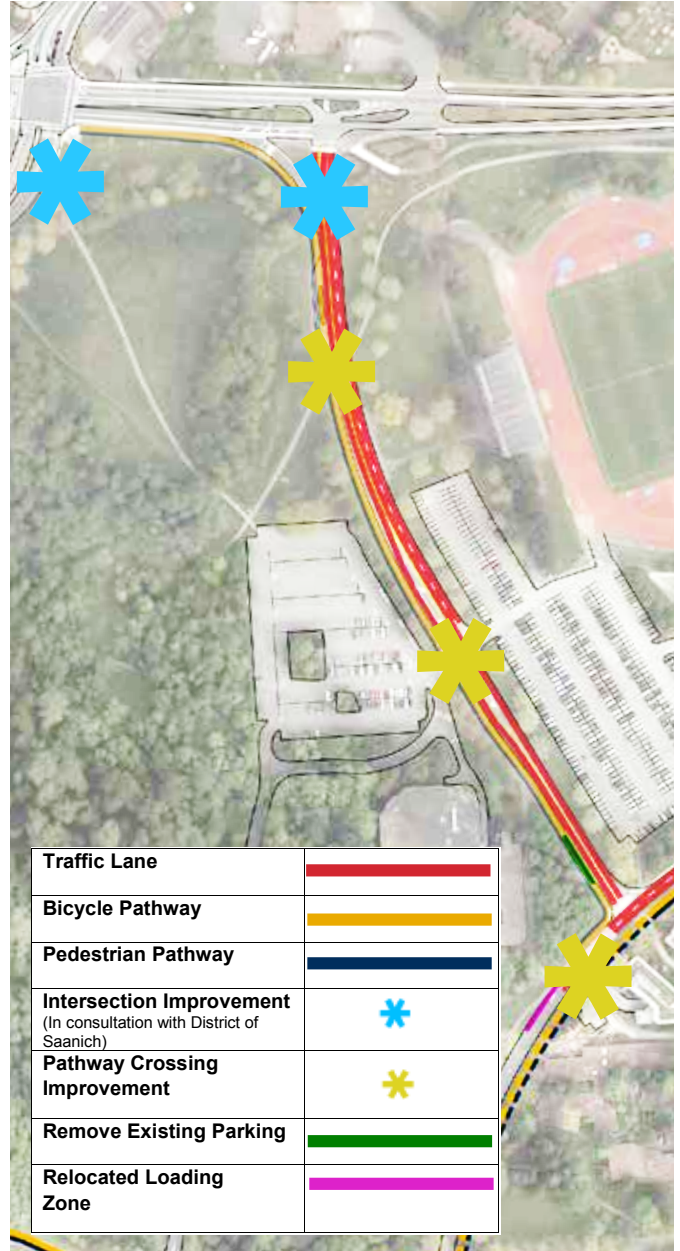 Traffic Lane
Bicycle Pathway
Pedestrian Pathway
Intersection Improvement
(In consultation with District of
Saanich)
Pathway Crossing
Improvement
Remove Existing Parking
Relocated Loading
Zone